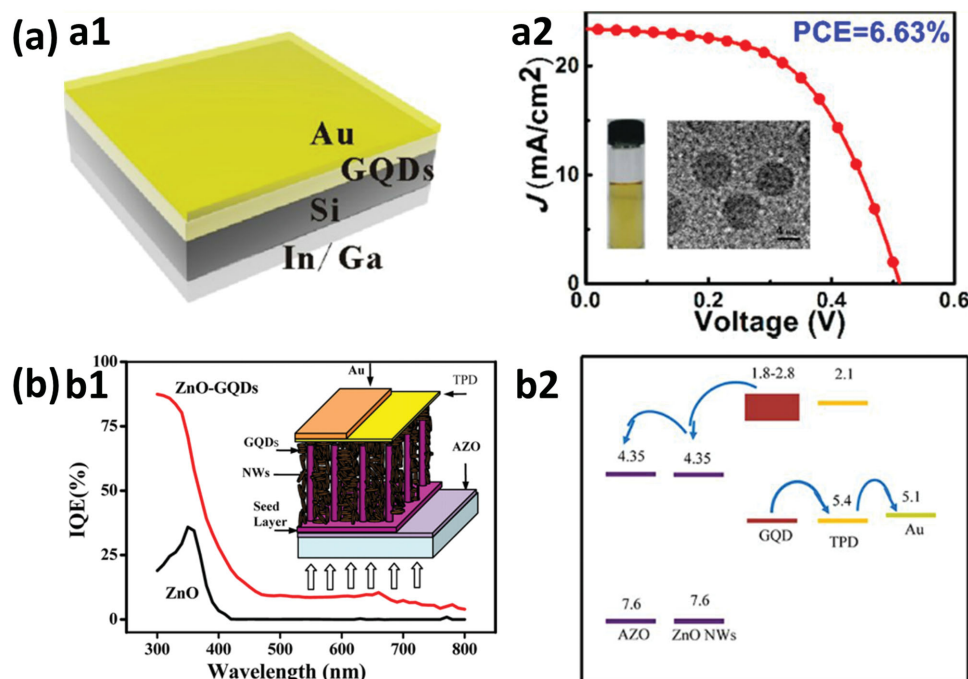 (a) a1
Au
GQDs
Si
In/Ga
a2
PCE=6.63%
J (mA/cm2)
20
10
0
0.0 0.2 0.4 0.6
Voltage (V)
(b) b1
100
75
50
25
0
IQE(%)
ZnO-GQDs
ZnO
Au
TPD
GQDs
AZO
NWs
Seed
Layer
300 400 500 600 700 800
Wavelength (nm)
b2
1.8-2.8 2.1
4.35 4.35
5.4 5.1
GQD TPD Au
7.6 7.6
AZO ZnO NWs